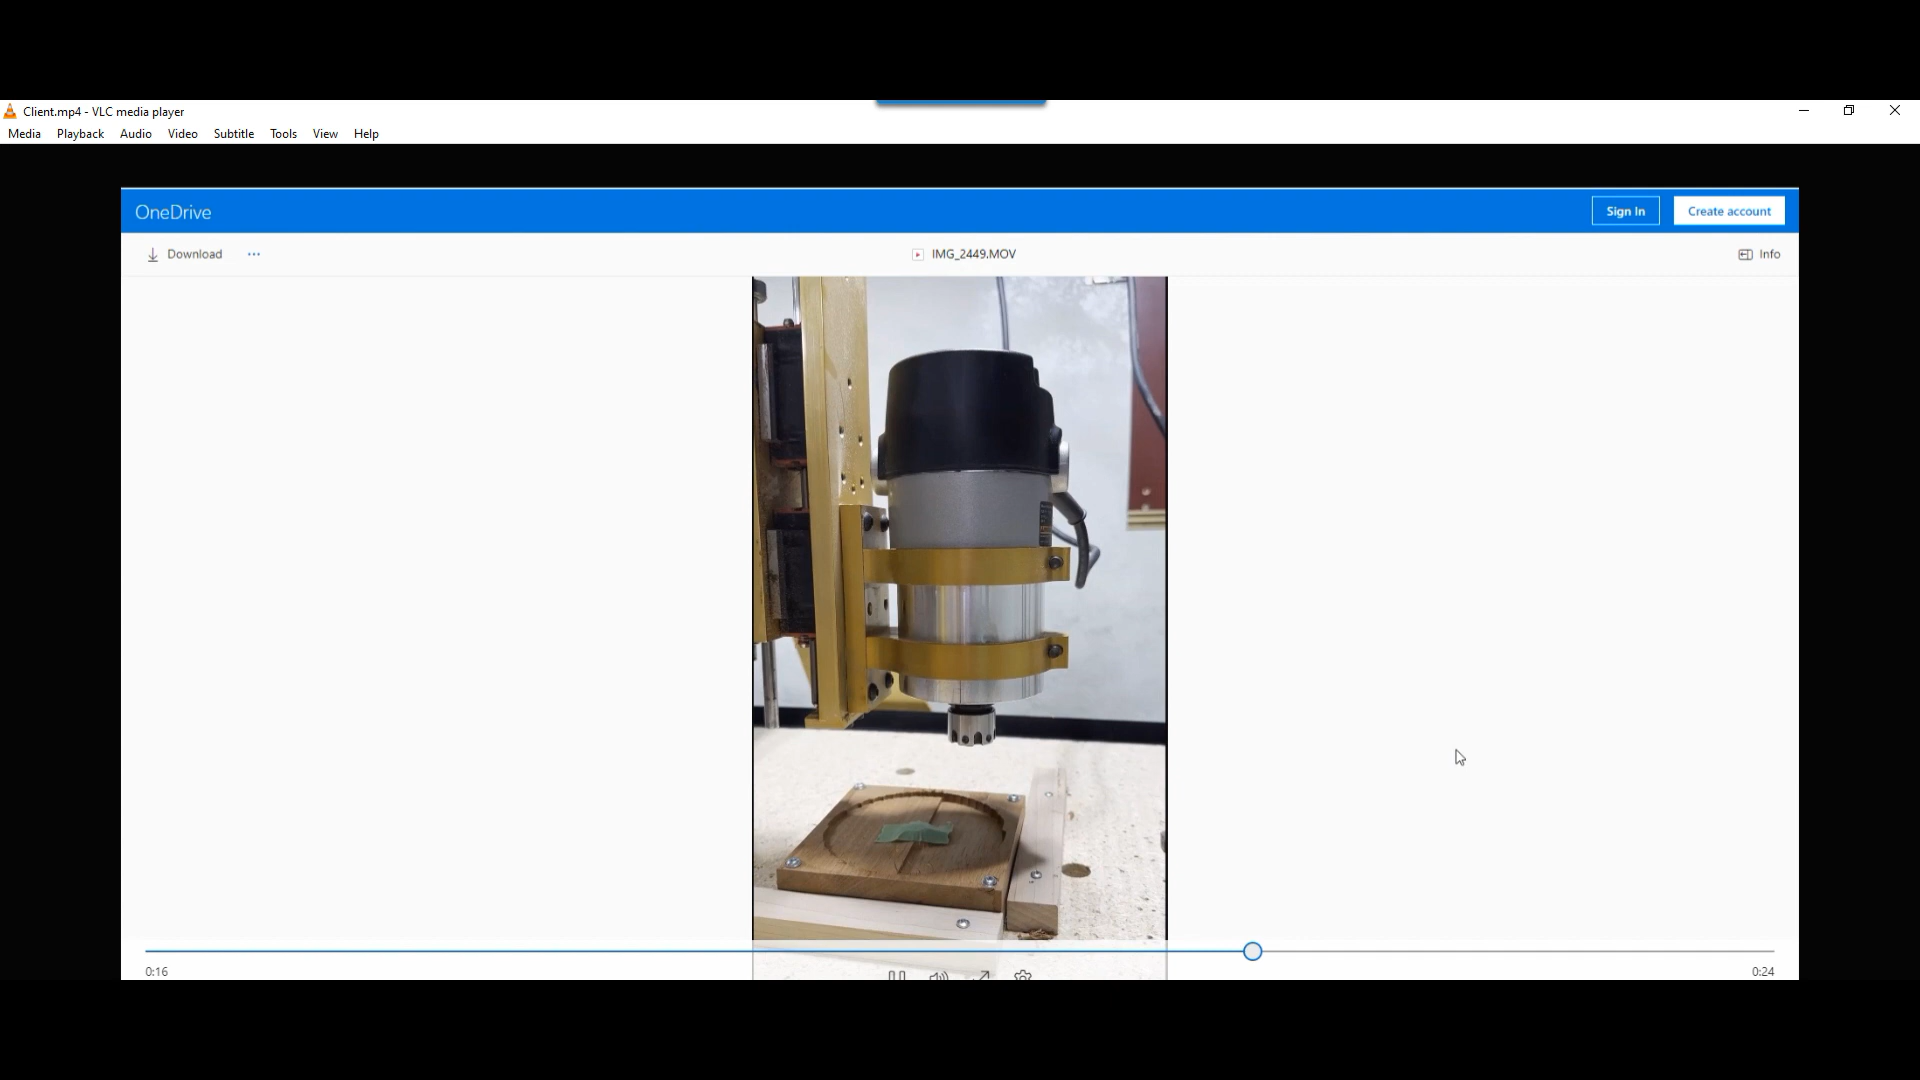 Client.mp4 - VLC media player
Media Playback Audio Video Subtitle Tools View Help
OneDrive
Sign In
Create account
Download
IMG_2449.MOV
Info
0:16
0:24